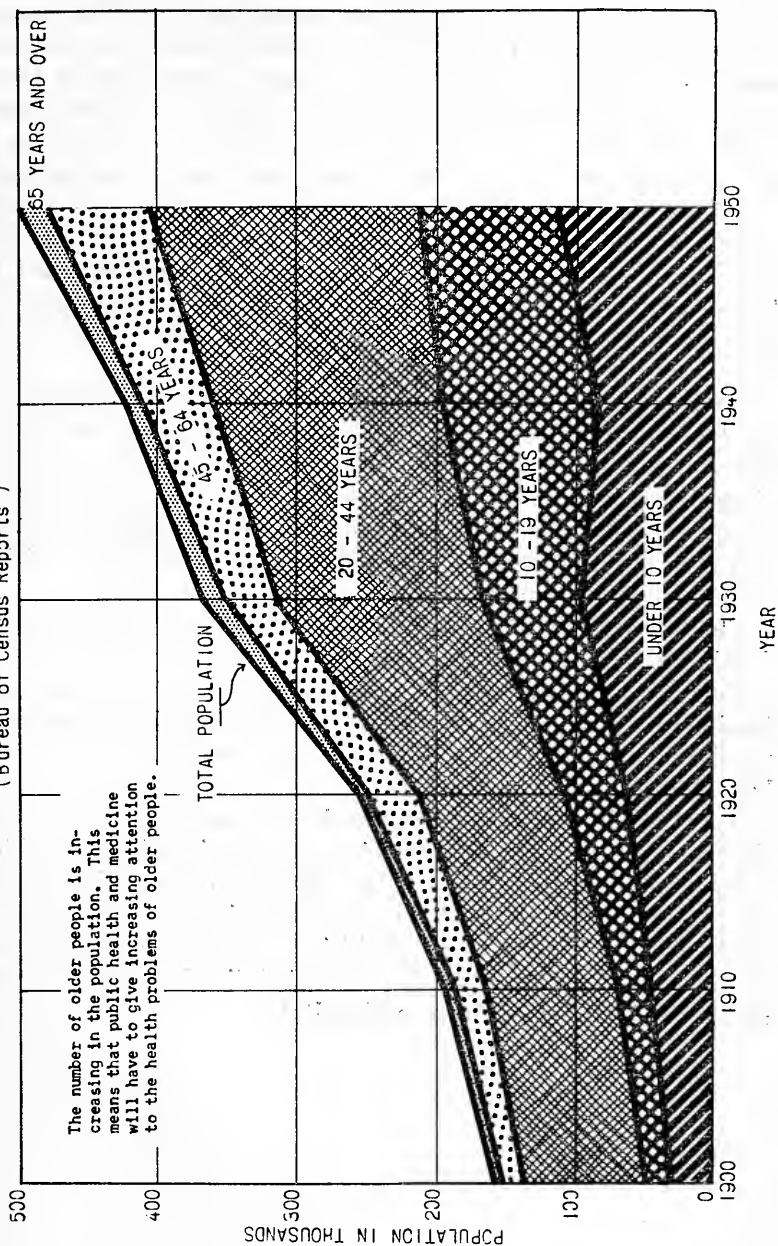 (Bureau of Census Reports)
The number of older people is in-
creasing in the population. This
means that public health and medicine
will have to give increasing attention
to the health problems of older people.
TOTAL POPULATION
65 YEARS AND OVER
45 - 64 YEARS
20 - 44 YEARS
10 - 19 YEARS
UNDER 10 YEARS
POPULATION IN THOUSANDS
500
400
300
200
100
0
1900
1910
1920
1930
1940
1950
YEAR